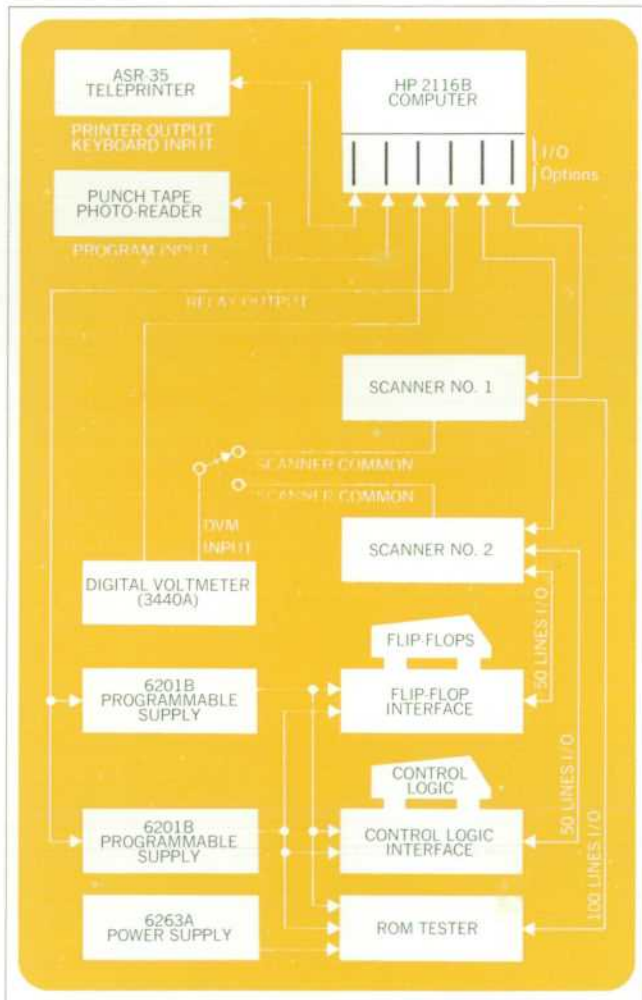 ASR-35
TELEPRINTER
PRINTER OUTPUT
KEYBOARD INPUT
HP 2116B
COMPUTER
I/O
Options
PUNCH TAPE
PHOTO-READER
PROGRAM INPUT
RELAY OUTPUT
SCANNER NO. 1
SCANNER COMMON
SCANNER COMMON
DVM
INPUT
SCANNER NO. 2
DIGITAL VOLTMETER
(3440A)
FLIP-FLOPS
6201B
PROGRAMMABLE
SUPPLY
FLIP-FLOP
INTERFACE
50 LINES I/O
CONTROL
LOGIC
6201B
PROGRAMMABLE
SUPPLY
CONTROL LOGIC
INTERFACE
50 LINES I/O
100 LINES I/O
6263A
POWER SUPPLY
ROM TESTER